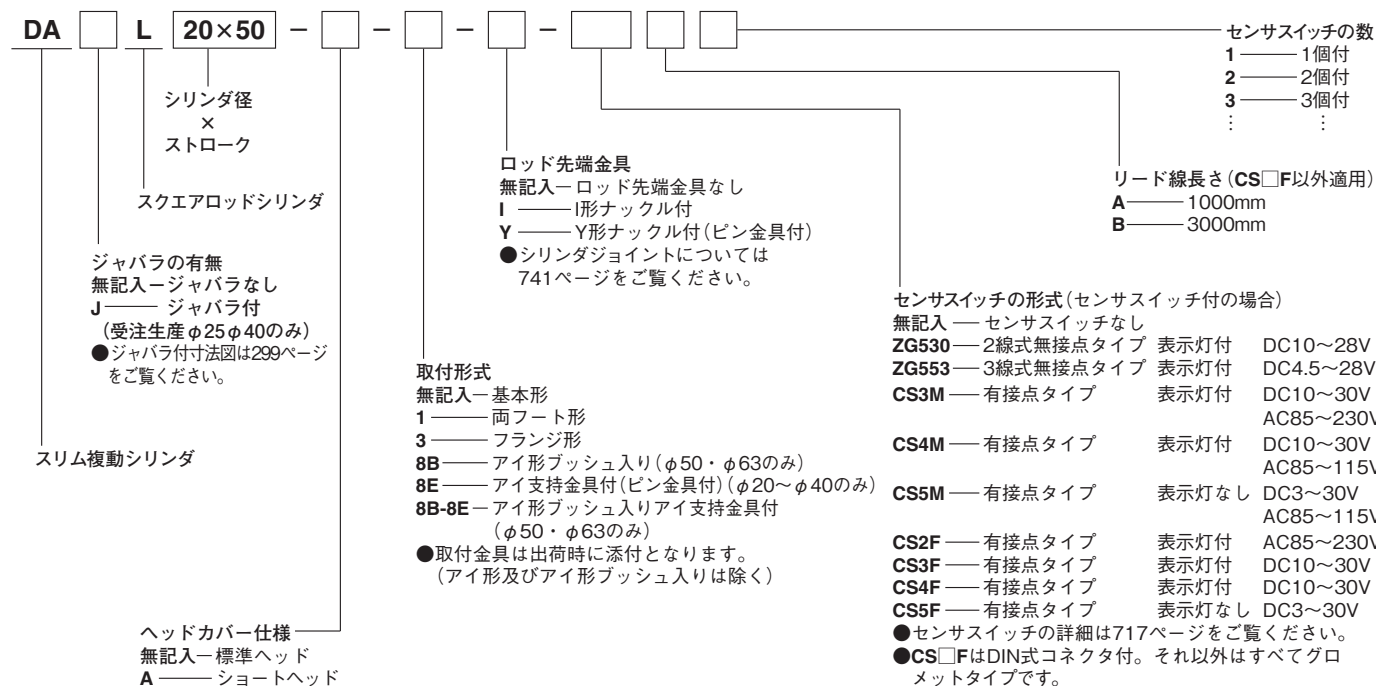 DA □ L 20×50 － □ － □ － □ － □ □ □
センサスイッチの数
1 ─── 1個付
2 ─── 2個付
3 ─── 3個付
⋮ ⋮
シリンダ径
×
ストローク
スクエアロッドシリンダ
ジャバラの有無
無記入─ジャバラなし
J─── ジャバラ付
（受注生産φ25φ40のみ）
●ジャバラ付寸法図は299ページ
をご覧ください。
スリム複動シリンダ
ロッド先端金具
無記入─ロッド先端金具なし
I ─── I形ナックル付
Y ─── Y形ナックル付（ピン金具付）
●シリンダジョイントについては
741ページをご覧ください。
リード線長さ（CS□F以外適用）
A─── 1000mm
B─── 3000mm
取付形式
無記入─基本形
1 ─── 両フート形
3 ─── フランジ形
8B─── アイ形ブッシュ入り（φ50・φ63のみ）
8E─── アイ支持金具付（ピン金具付）（φ20～φ40のみ）
8B-8E─アイ形ブッシュ入りアイ支持金具付
（φ50・φ63のみ）
●取付金具は出荷時に添付となります。
（アイ形及びアイ形ブッシュ入りは除く）
センサスイッチの形式（センサスイッチ付の場合）
無記入 ── センサスイッチなし
ZG530── 2線式無接点タイプ 表示灯付 DC10～28V
ZG553── 3線式無接点タイプ 表示灯付 DC4.5～28V
CS3M ── 有接点タイプ 表示灯付 DC10～30V
AC85～230V
CS4M ── 有接点タイプ 表示灯付 DC10～30V
AC85～115V
CS5M ── 有接点タイプ 表示灯なし DC3～30V
AC85～115V
CS2F ── 有接点タイプ 表示灯付 AC85～230V
CS3F ── 有接点タイプ 表示灯付 DC10～30V
CS4F ── 有接点タイプ 表示灯付 DC10～30V
CS5F ── 有接点タイプ 表示灯なし DC3～30V
●センサスイッチの詳細は717ページをご覧ください。
●CS□FはDIN式コネクタ付。それ以外はすべてグロ
メットタイプです。
ヘッドカバー仕様
無記入─標準ヘッド
A ─── ショートヘッド